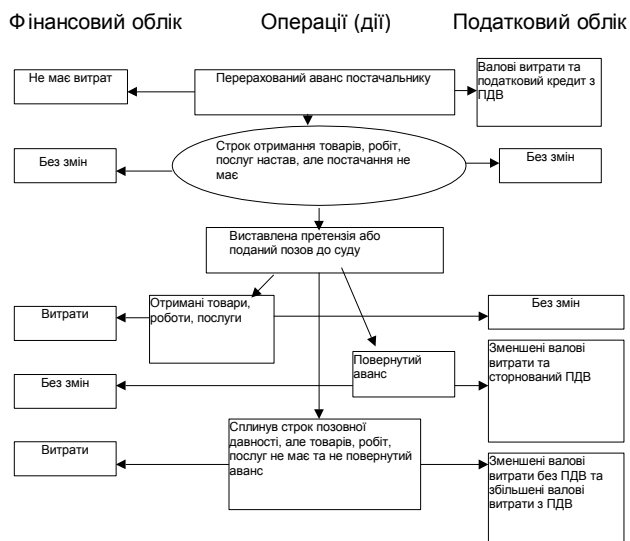 Фінансовий облік
Операції (дії)
Податковий облік
Не має витрат
Перерахований аванс постачальнику
Валові витрати та
податковий кредит з
ПДВ
Без змін
Строк отримання товарів, робіт,
послуг настав, але постачання не
має
Без змін
Виставлена претензія або
поданий позов до суду
Витрати
Отримані товари,
роботи, послуги
Без змін
Без змін
Повернутий
аванс
Зменшені валові
витрати та
сторнований ПДВ
Витрати
Сплинув строк позовної
давності, але товарів, робіт,
послуг не має та не повернутий
аванс
Зменшені валові
витрати без ПДВ та
збільшені валові
витрати з ПДВ